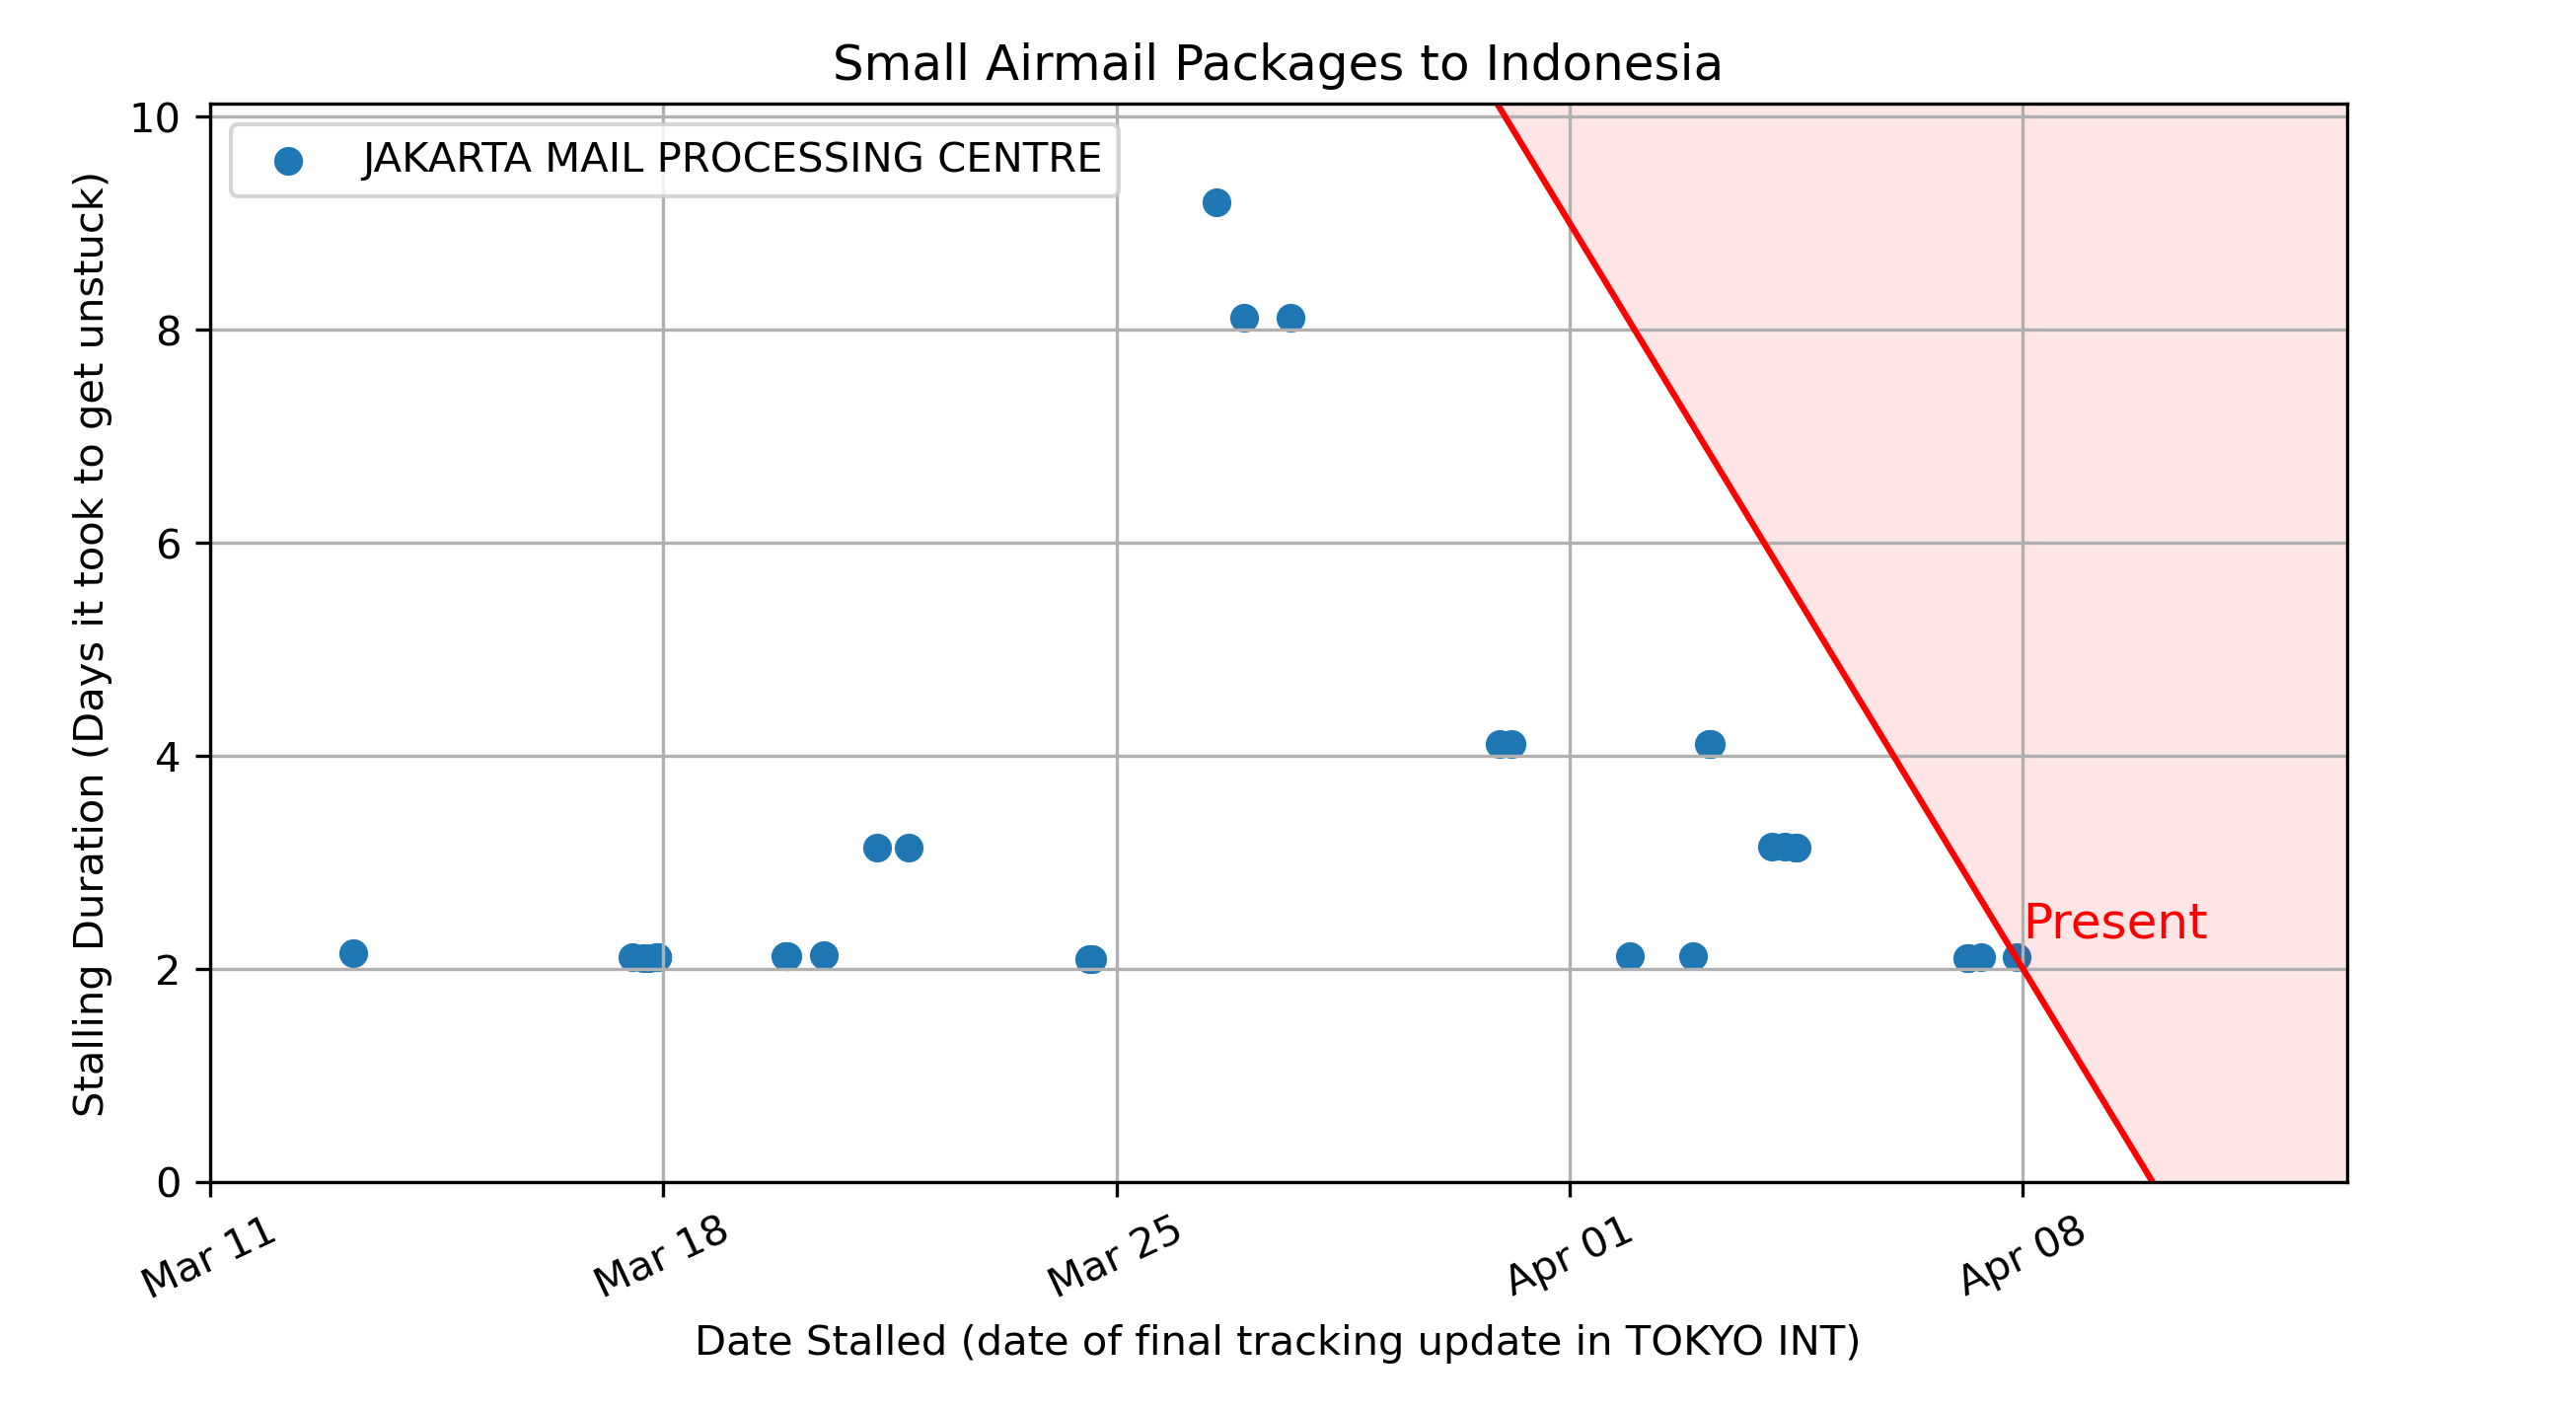 Small Airmail Packages to Indonesia
JAKARTA MAIL PROCESSING CENTRE
Stalling Duration (Days it took to get unstuck)
10
8
6
4
2
0
Present
Mar 11
Mar 18
Mar 25
Apr 01
Apr 08
Date Stalled (date of final tracking update in TOKYO INT)